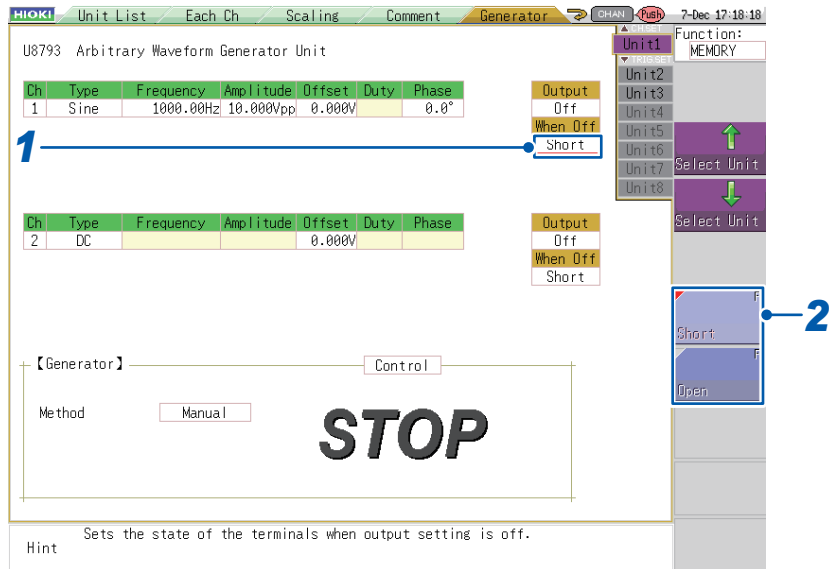 HIOKI Unit List Each Ch Scaling Comment Generator CHAN Push 7-Dec 17:18:18
CH.SET
Function:
MEMORY
U8793 Arbitrary Waveform Generator Unit
Unit1
TRIG.SET
Unit2
Unit3
Unit4
Unit5
Unit6
Unit7
Unit8
Ch Type Frequency Amplitude Offset Duty Phase
1 Sine 1000.00Hz 10.000Vpp 0.000V 0.0°
Output
Off
When Off
Short
1
Select Unit
Select Unit
Ch Type Frequency Amplitude Offset Duty Phase
2 DC 0.000V
Output
Off
When Off
Short
F
Short
F
Open
2
【Generator】
Control
Method Manual
STOP
Hint Sets the state of the terminals when output setting is off.